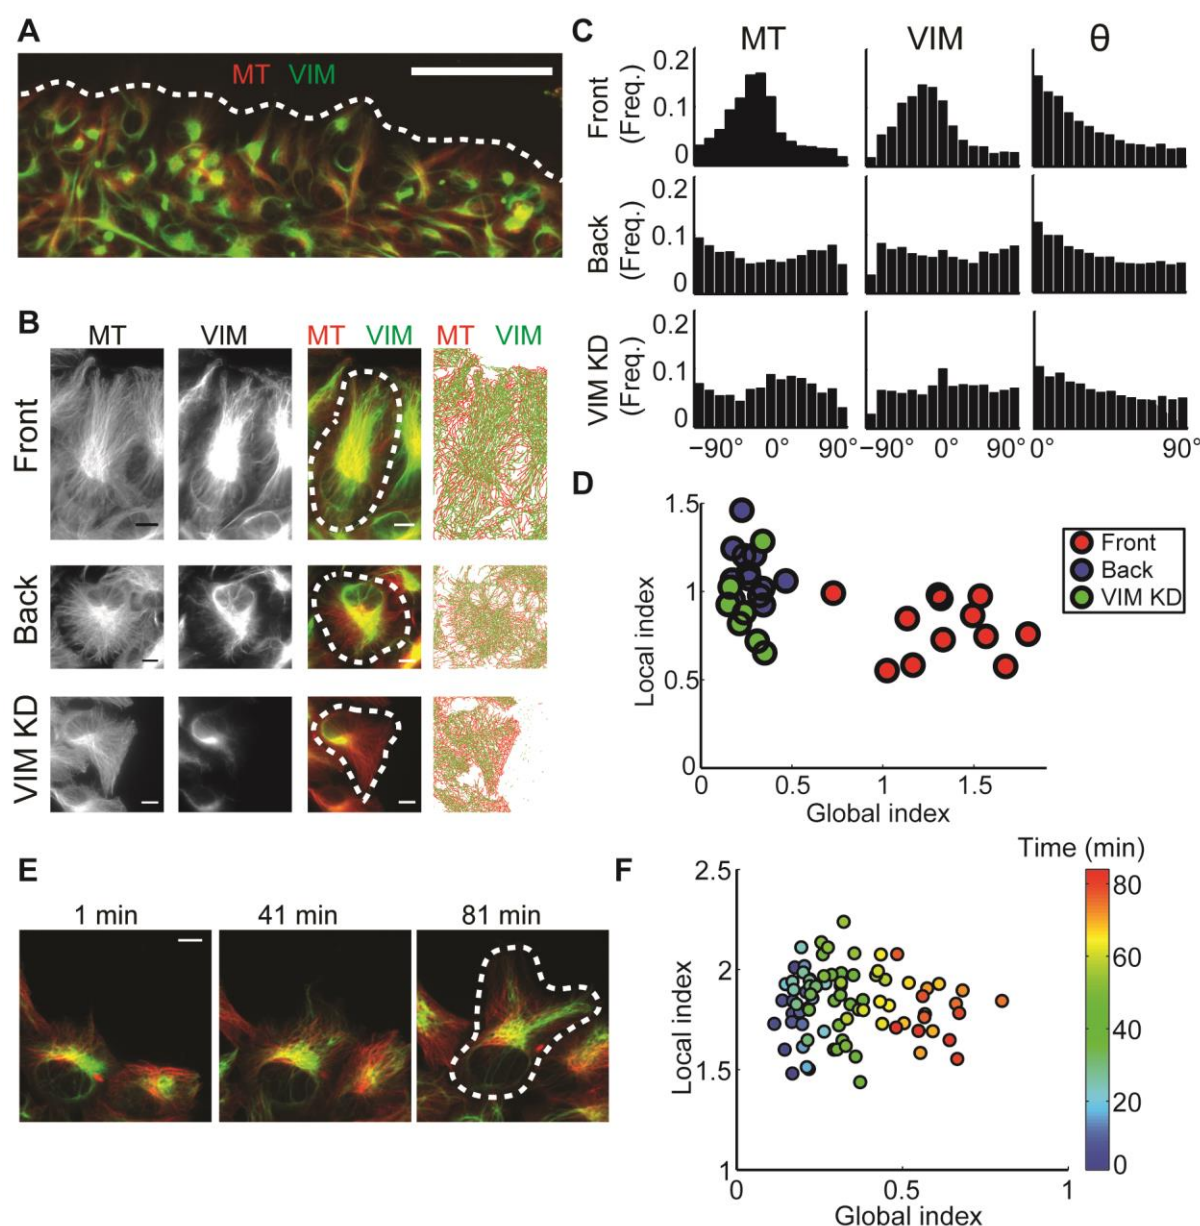 A
MT VIM
B
MT VIM MT VIM MT VIM
Front
Back
VIM KD
C
MT VIM θ
Front
(Freq.)
0.2
0.1
0
Back
(Freq.)
0.2
0.1
0
VIM KD
(Freq.)
0.2
0.1
0
−90° 0° 90°
−90° 0° 90°
0° 90°
D
Local index
1.5
1
0.5
0
0 0.5 1 1.5
Global index
Front
Back
VIM KD
E
1 min 41 min 81 min
F
Time (min)
Local index
2.5
2
1.5
1
0 0.5 1
Global index
80
60
40
20
0